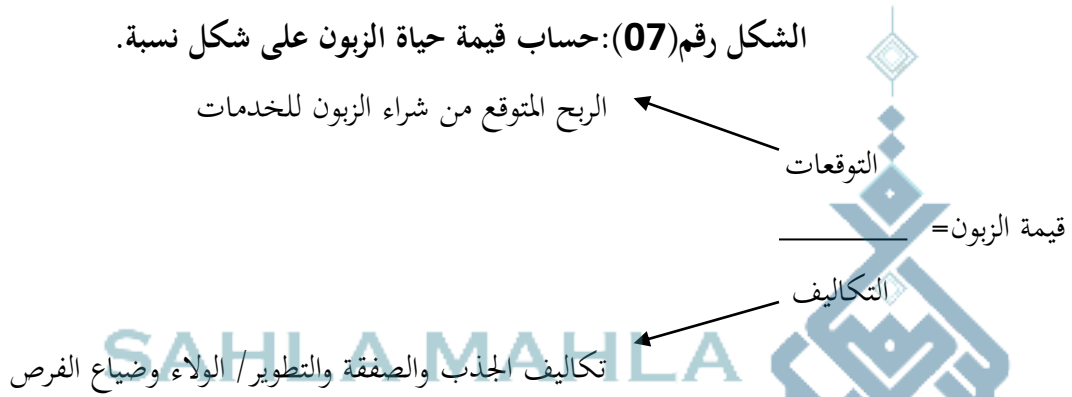 الشكل رقم(07):حساب قيمة حياة الزبون على شكل نسبة.
الربح المتوقع من شراء الزبون للخدمات
التوقعات
قيمة الزبون=
التكاليف
تكاليف الجذب والصفقة والتطوير/ الولاء وضياع الفرص
SAHLA MAHLA